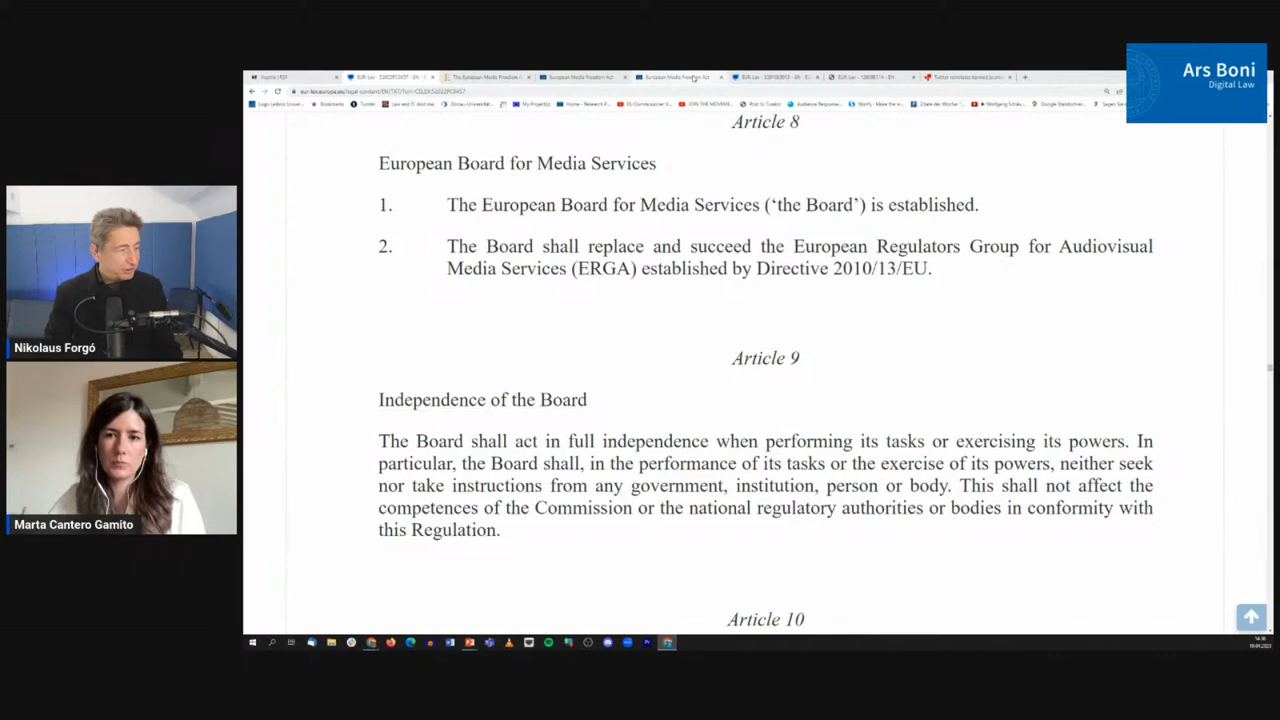 Ars Boni
Digital Law
Article 8
European Board for Media Services
1. The European Board for Media Services (‘the Board’) is established.
2. The Board shall replace and succeed the European Regulators Group for Audiovisual
Media Services (ERGA) established by Directive 2010/13/EU.
Article 9
Independence of the Board
The Board shall act in full independence when performing its tasks or exercising its powers. In
particular, the Board shall, in the performance of its tasks or the exercise of its powers, neither seek
nor take instructions from any government, institution, person or body. This shall not affect the
competences of the Commission or the national regulatory authorities or bodies in conformity with
this Regulation.
Article 10
Nikolaus Forgó
Marta Cantero Gamito